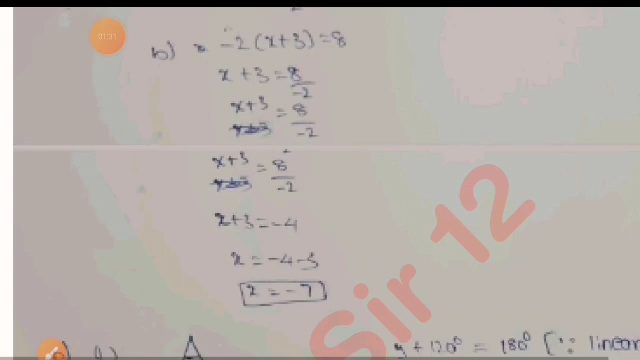 b) -2(x+3)=8
x+3=8/-2
x+3=8/-2
x+3=8/-2
x+3=-4
x=-4-3
x=-7
A y+120°=180° [∵ linear
Sir 12